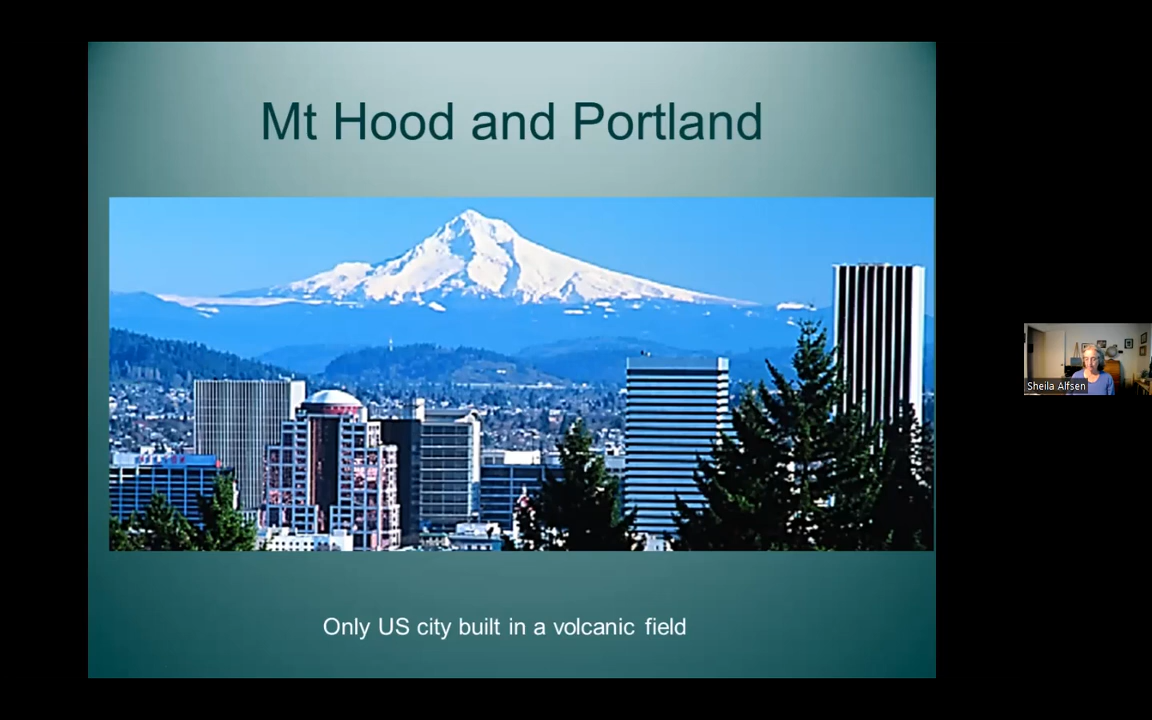 Mt Hood and Portland
Sheila Alfsen
Only US city built in a volcanic field